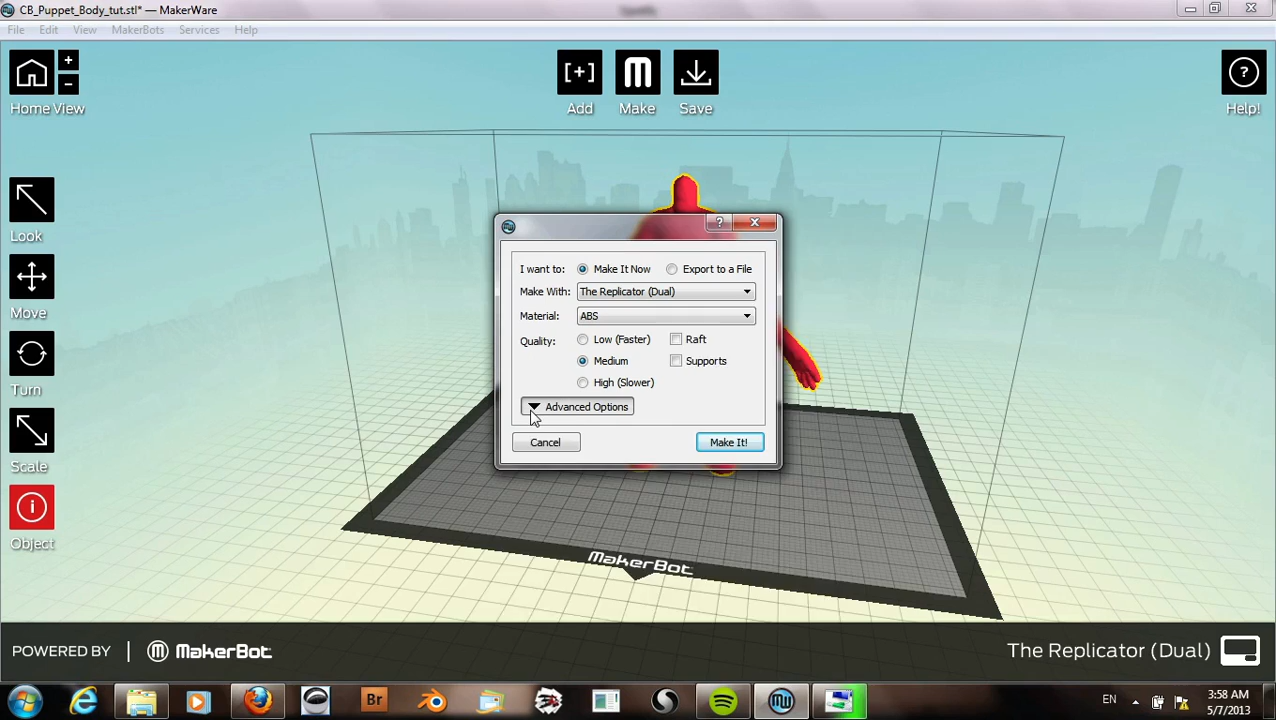 CB_Puppet_Body_tut.stl* — MakerWare
File Edit View MakerBots Services Help
+
-
Home View
[+]
Add
M
Make
Save
?
Help!
Look
Move
Turn
Scale
i
Object
?
I want to: Make It Now Export to a File
Make With: The Replicator (Dual)
Material: ABS
Quality: Low (Faster) Raft
Medium Supports
High (Slower)
Advanced Options
Cancel Make It!
MakerBot
POWERED BY | MakerBot
The Replicator (Dual)
Br
EN
3:58 AM
5/7/2013